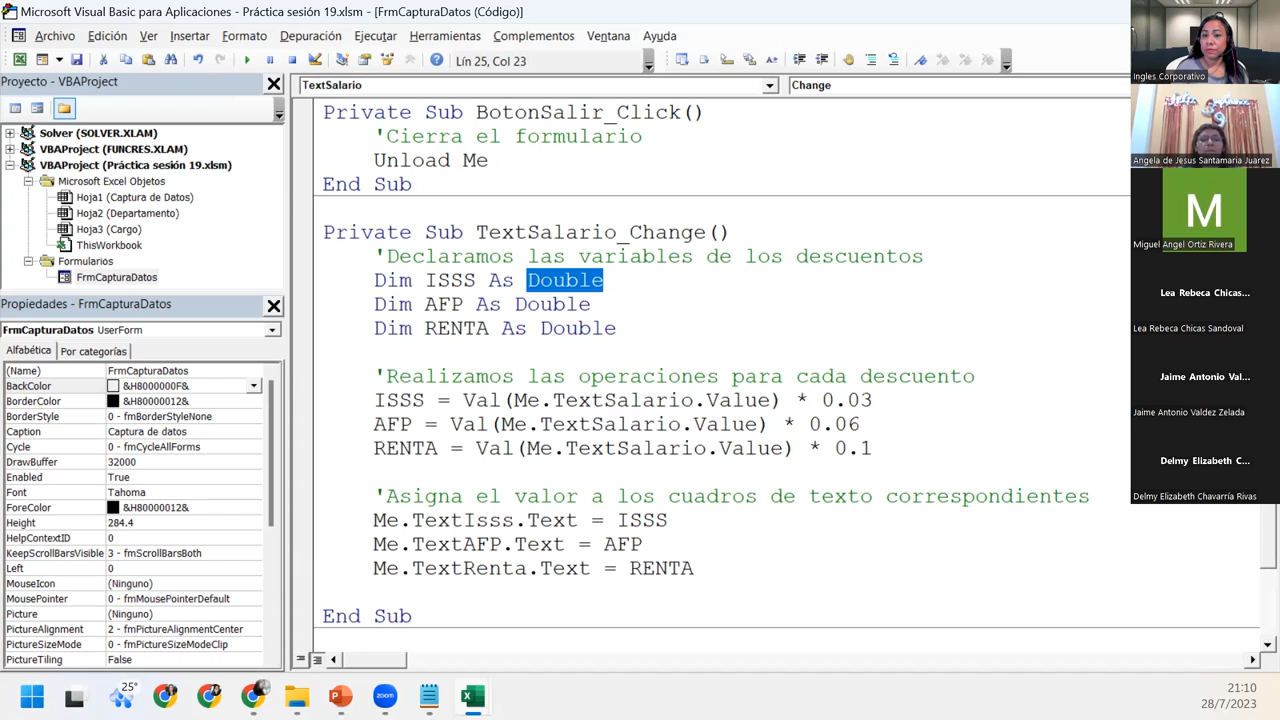 Microsoft Visual Basic para Aplicaciones - Práctica sesión 19.xlsm - [FrmCapturaDatos (Código)]
Archivo Edición Ver Insertar Formato Depuración Ejecutar Herramientas Complementos Ventana Ayuda
Lín 25, Col 23
Proyecto - VBAProject
Solver (SOLVER.XLAM)
VBAProject (FUNCRES.XLAM)
VBAProject (Práctica sesión 19.xlsm)
Microsoft Excel Objetos
Hoja1 (Captura de Datos)
Hoja2 (Departamento)
Hoja3 (Cargo)
ThisWorkbook
Formularios
FrmCapturaDatos
Propiedades - FrmCapturaDatos
FrmCapturaDatos UserForm
Alfabética Por categorías
(Name) FrmCapturaDatos
BackColor &H8000000F&
BorderColor &H80000012&
BorderStyle 0 - fmBorderStyleNone
Caption Captura de datos
Cycle 0 - fmCycleAllForms
DrawBuffer 32000
Enabled True
Font Tahoma
ForeColor &H80000012&
Height 284.4
HelpContextID 0
KeepScrollBarsVisible 3 - fmScrollBarsBoth
Left 0
MouseIcon (Ninguno)
MousePointer 0 - fmMousePointerDefault
Picture (Ninguno)
PictureAlignment 2 - fmPictureAlignmentCenter
PictureSizeMode 0 - fmPictureSizeModeClip
PictureTiling False
TextSalario Change
Private Sub BotonSalir_Click()
'Cierra el formulario
Unload Me
End Sub
Private Sub TextSalario_Change()
'Declaramos las variables de los descuentos
Dim ISSS As Double
Dim AFP As Double
Dim RENTA As Double
'Realizamos las operaciones para cada descuento
ISSS = Val(Me.TextSalario.Value) * 0.03
AFP = Val(Me.TextSalario.Value) * 0.06
RENTA = Val(Me.TextSalario.Value) * 0.1
'Asigna el valor a los cuadros de texto correspondientes
Me.TextIsss.Text = ISSS
Me.TextAFP.Text = AFP
Me.TextRenta.Text = RENTA
End Sub
Ingles Corporativo
Angela de Jesus Santamaria Juarez
M
Miguel Angel Ortiz Rivera
Lea Rebeca Chicas...
Lea Rebeca Chicas Sandoval
Jaime Antonio Val...
Jaime Antonio Valdez Zelada
Delmy Elizabeth C...
Delmy Elizabeth Chavarría Rivas
25°
zoom
21:10
28/7/2023